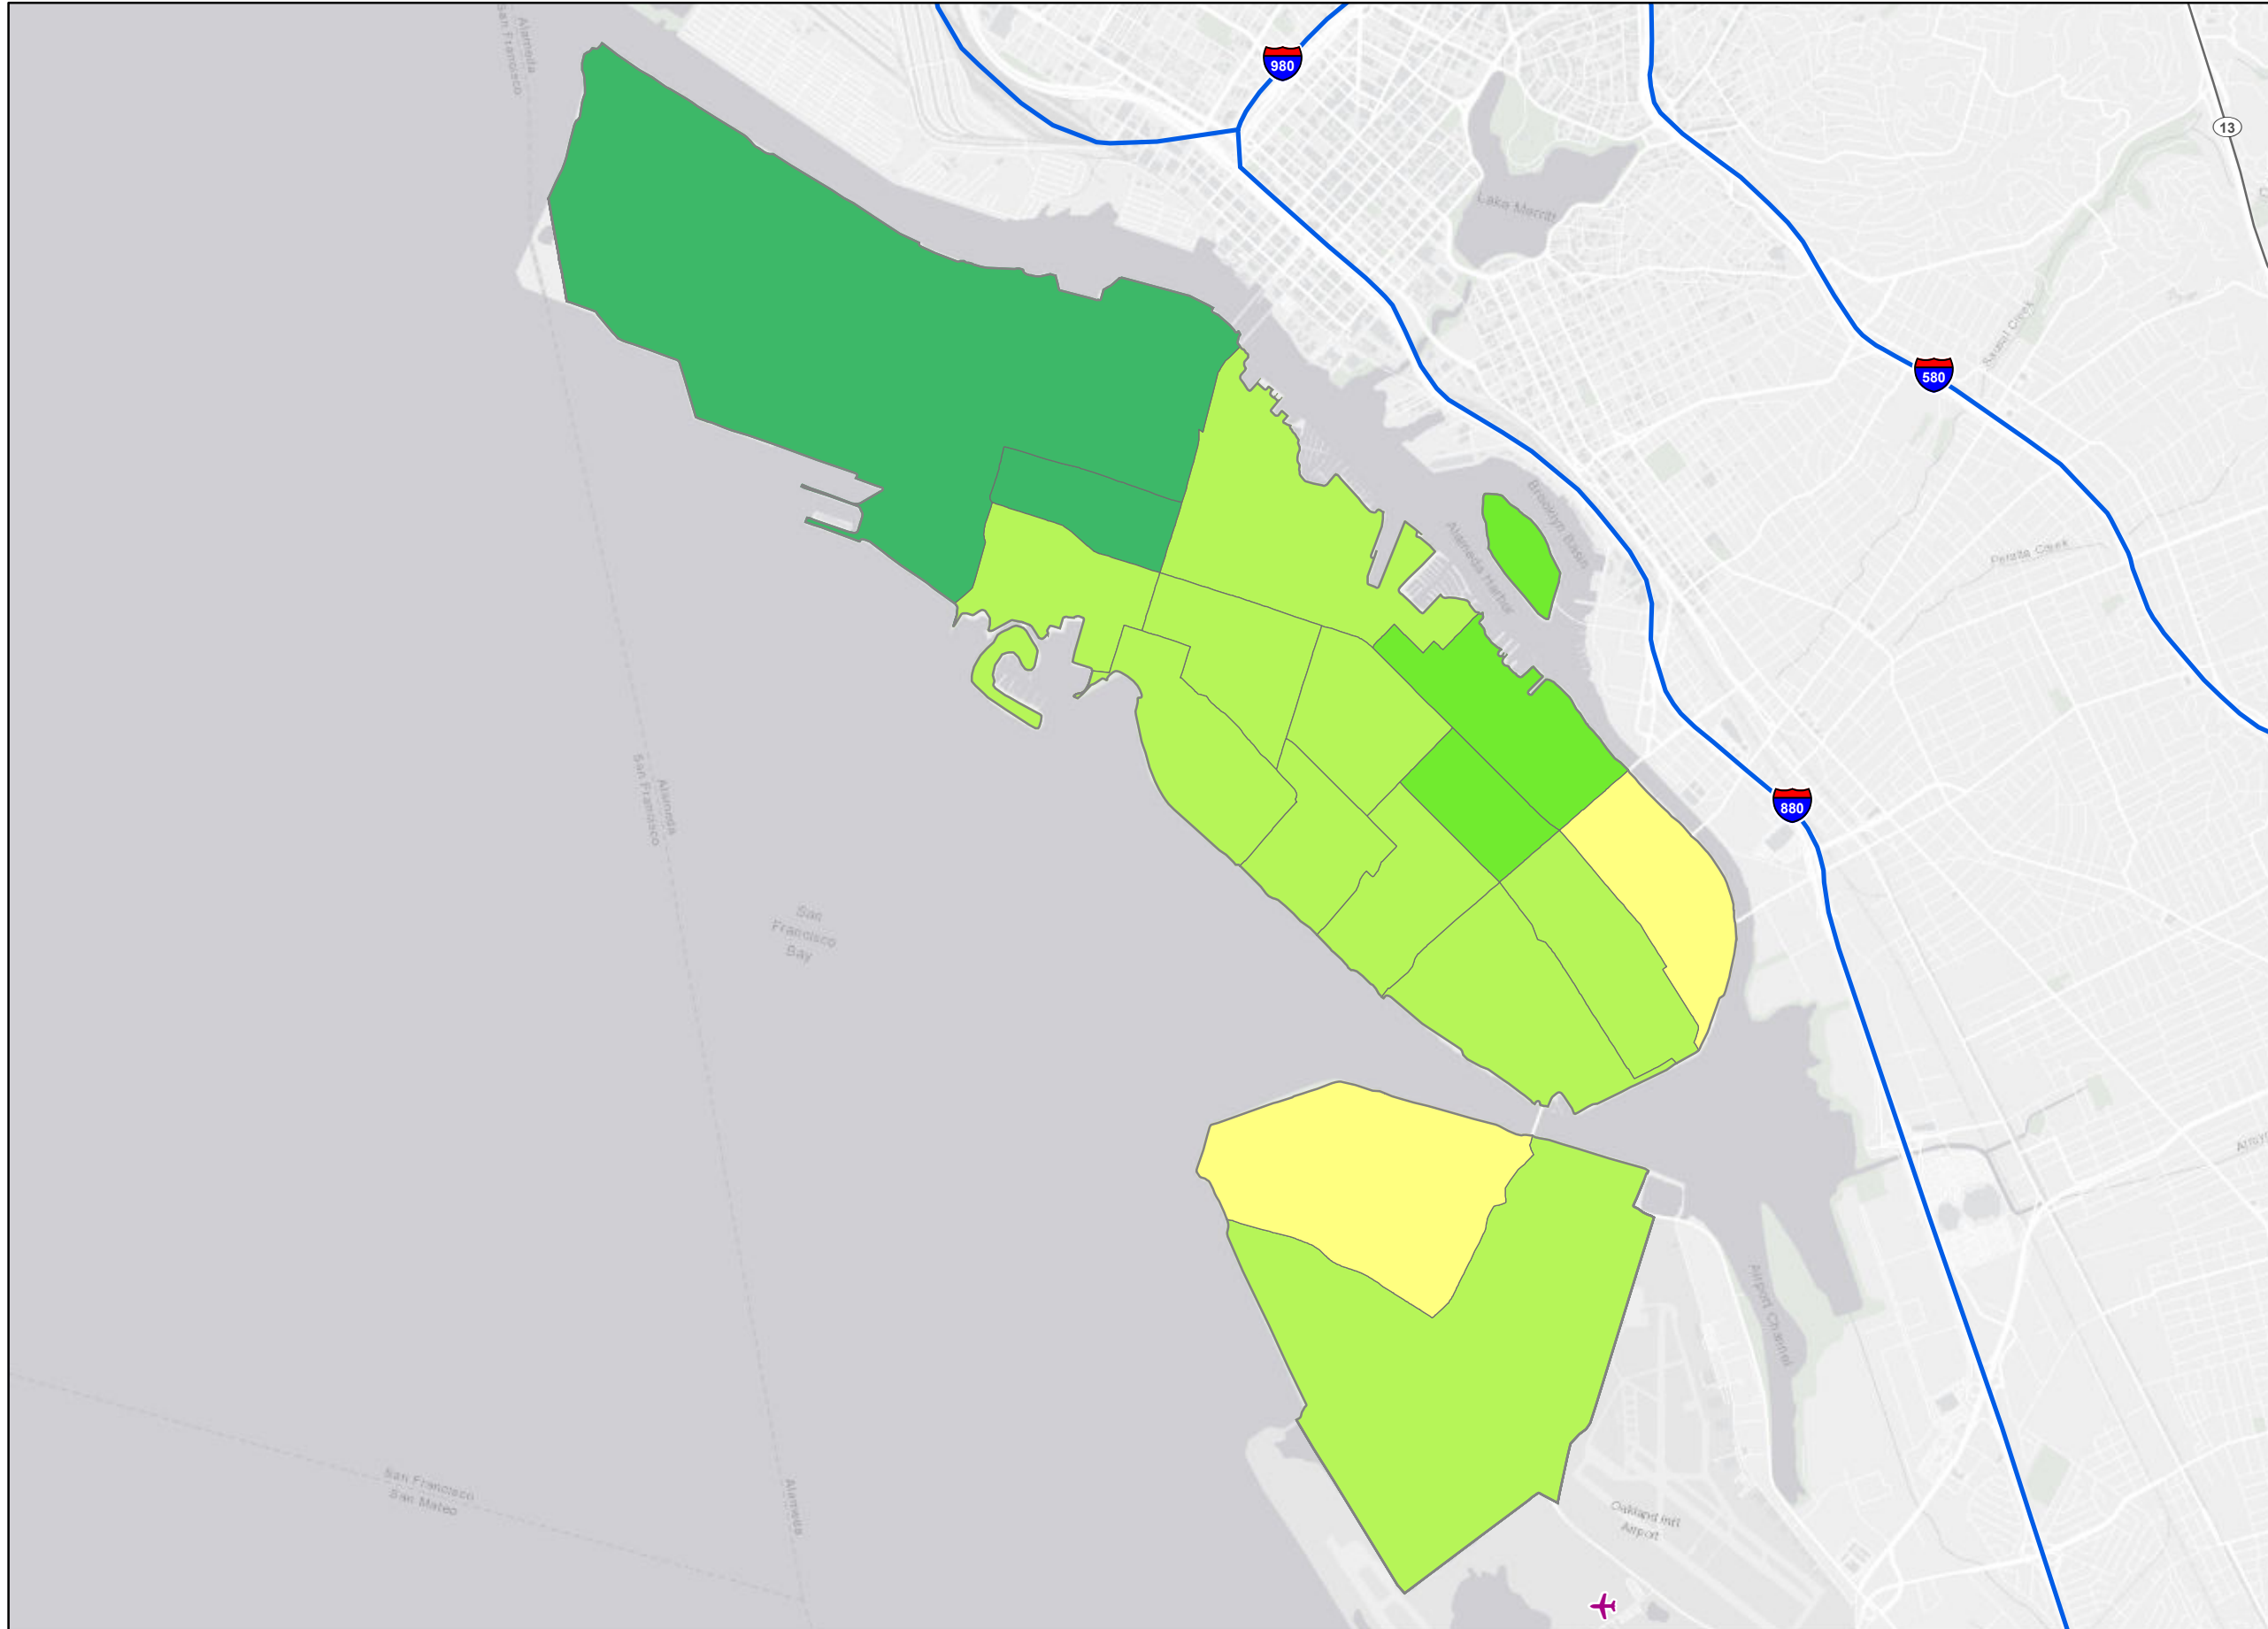 Alameda
San Francisco
980
13
Lake Merritt
Sausal Creek
580
Brooklyn Basin
Alameda Harbor
Peralta Creek
Alameda
San Francisco
880
San
Francisco
Bay
Airport Channel
San Francisco
San Mateo
Alameda
Oakland Intl
Airport